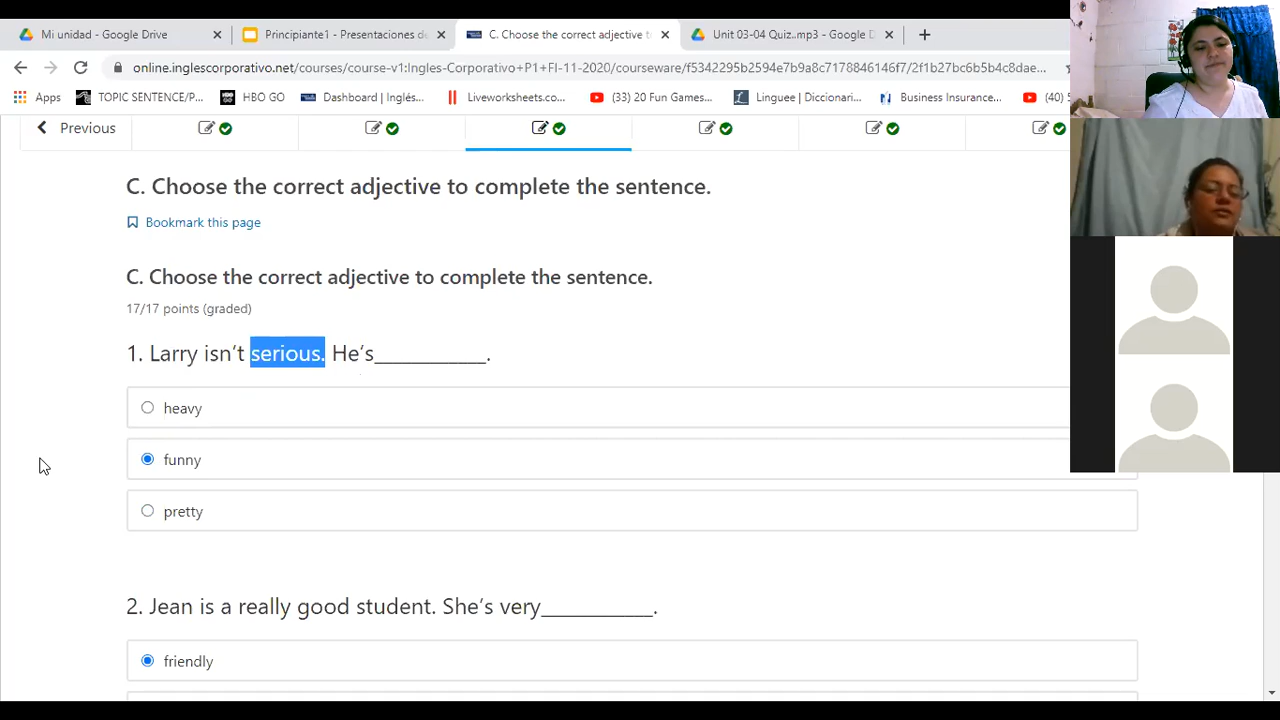 Mi unidad - Google Drive
Principiante1 - Presentaciones de
C. Choose the correct adjective t
Unit 03-04 Quiz..mp3 - Google D
online.inglescorporativo.net/courses/course-v1:Ingles-Corporativo+P1+FI-11-2020/courseware/f5342295b2594e7b9a8c7178846146f7/2f1b27bc6b5b4c8dae...
Apps
TOPIC SENTENCE/P...
HBO GO
Dashboard | Inglés...
Liveworksheets.co...
(33) 20 Fun Games...
Linguee | Diccionari...
Business Insurance...
(40) 5
Previous
C. Choose the correct adjective to complete the sentence.
Bookmark this page
C. Choose the correct adjective to complete the sentence.
17/17 points (graded)
1. Larry isn’t serious. He’s___________.
heavy
funny
pretty
2. Jean is a really good student. She’s very___________.
friendly